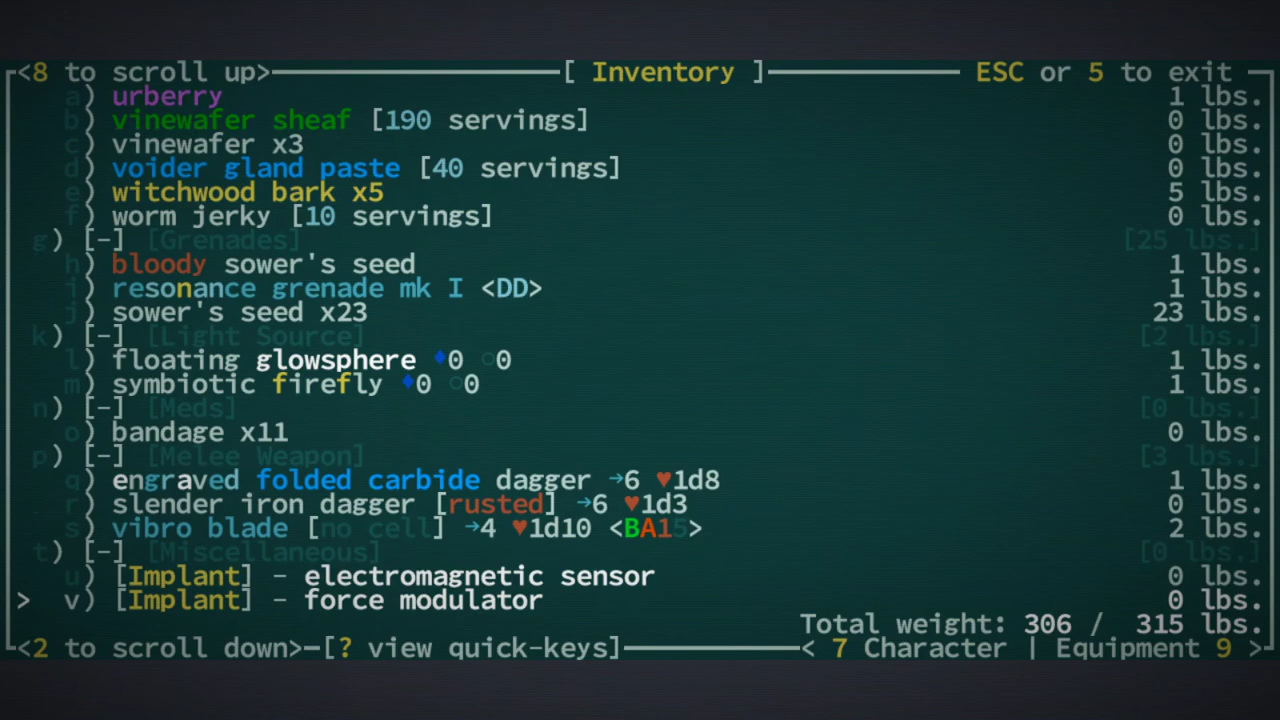 <8 to scroll up> [ Inventory ] ESC or 5 to exit
a) urberry 1 lbs.
b) vinewafer sheaf [190 servings] 0 lbs.
c) vinewafer x3 0 lbs.
d) voider gland paste [40 servings] 0 lbs.
e) witchwood bark x5 5 lbs.
f) worm jerky [10 servings] 0 lbs.
g) [-] [Grenades] [25 lbs.]
h) bloody sower's seed 1 lbs.
i) resonance grenade mk I <DD> 1 lbs.
j) sower's seed x23 23 lbs.
k) [-] [Light Source] [2 lbs.]
l) floating glowsphere ♦0 ○0 1 lbs.
m) symbiotic firefly ♦0 ○0 1 lbs.
n) [-] [Meds] [0 lbs.]
o) bandage x11 0 lbs.
p) [-] [Melee Weapon] [3 lbs.]
q) engraved folded carbide dagger →6 ♥1d8 1 lbs.
r) slender iron dagger [rusted] →6 ♥1d3 0 lbs.
s) vibro blade [no cell] →4 ♥1d10 <BA15> 2 lbs.
t) [-] [Miscellaneous] [0 lbs.]
u) [Implant] - electromagnetic sensor 0 lbs.
> v) [Implant] - force modulator 0 lbs.
Total weight: 306 / 315 lbs.
<2 to scroll down> [? view quick-keys] < 7 Character | Equipment 9 >